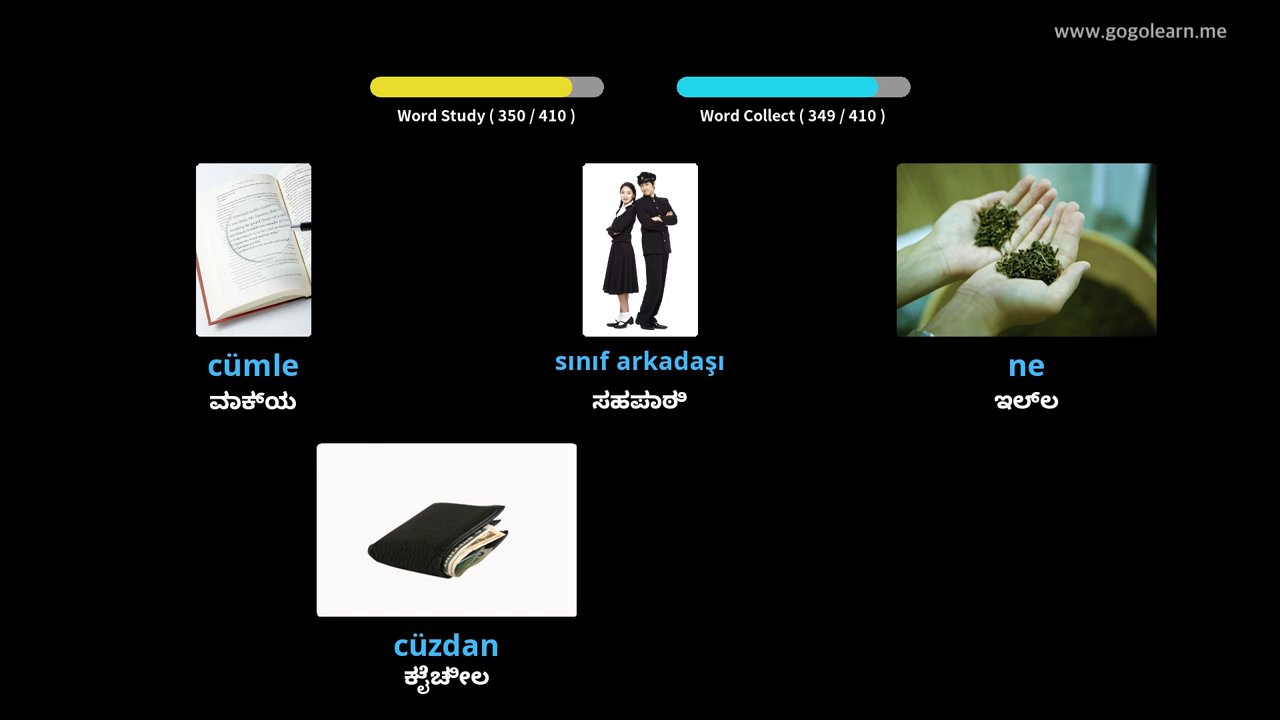 www.gogolearn.me
Word Study ( 350 / 410 )
Word Collect ( 349 / 410 )
cümle
ವಾಕ್ಯ
sınıf arkadaşı
ಸಹಪಾಠಿ
ne
ಇಲ್ಲ
cüzdan
ಕೈಚೀಲ